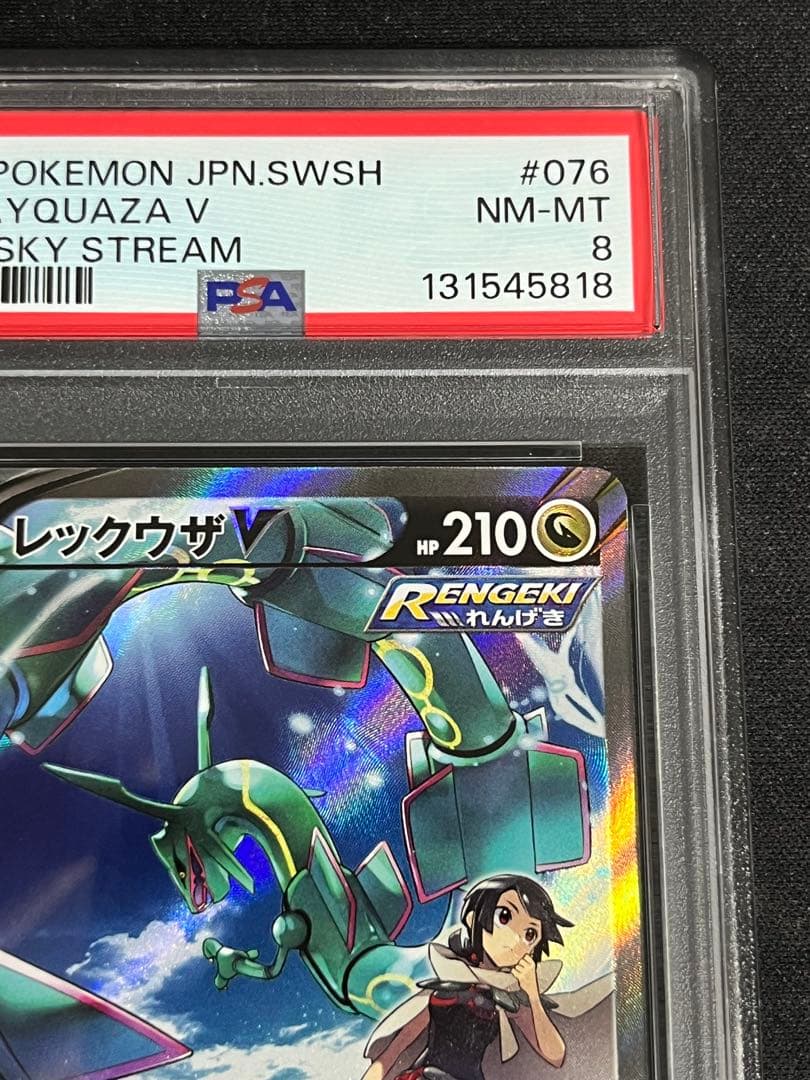 POKEMON JPN.SWSH #076
AYQUAZA V NM-MT
SKY STREAM 8
PSA 131545818
レックウザV HP 210
RENGEKI
れんげき